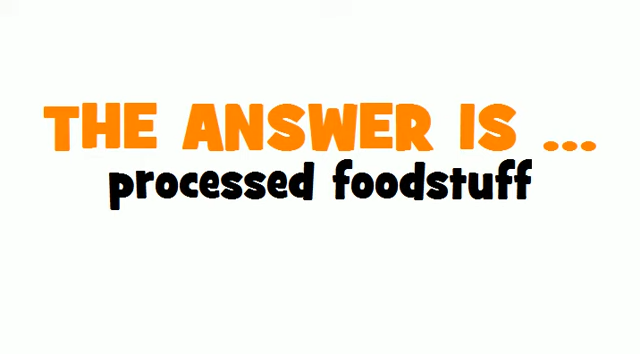 THE ANSWER IS ...
processed foodstuff